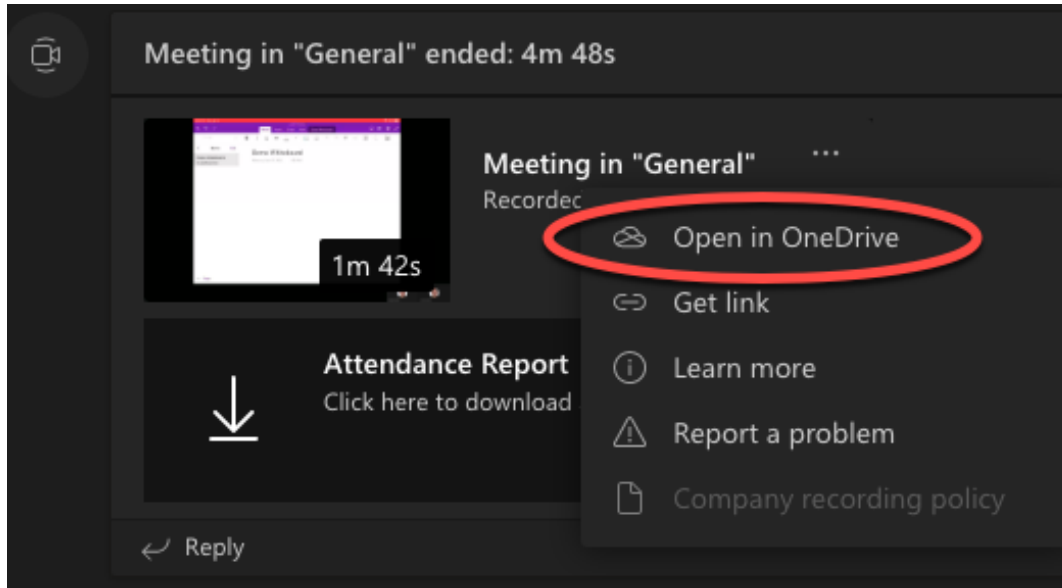 Meeting in "General" ended: 4m 48s
Meeting in "General"
Recorded
1m 42s
Open in OneDrive
Get link
Learn more
Report a problem
Company recording policy
Attendance Report
Click here to download
Reply